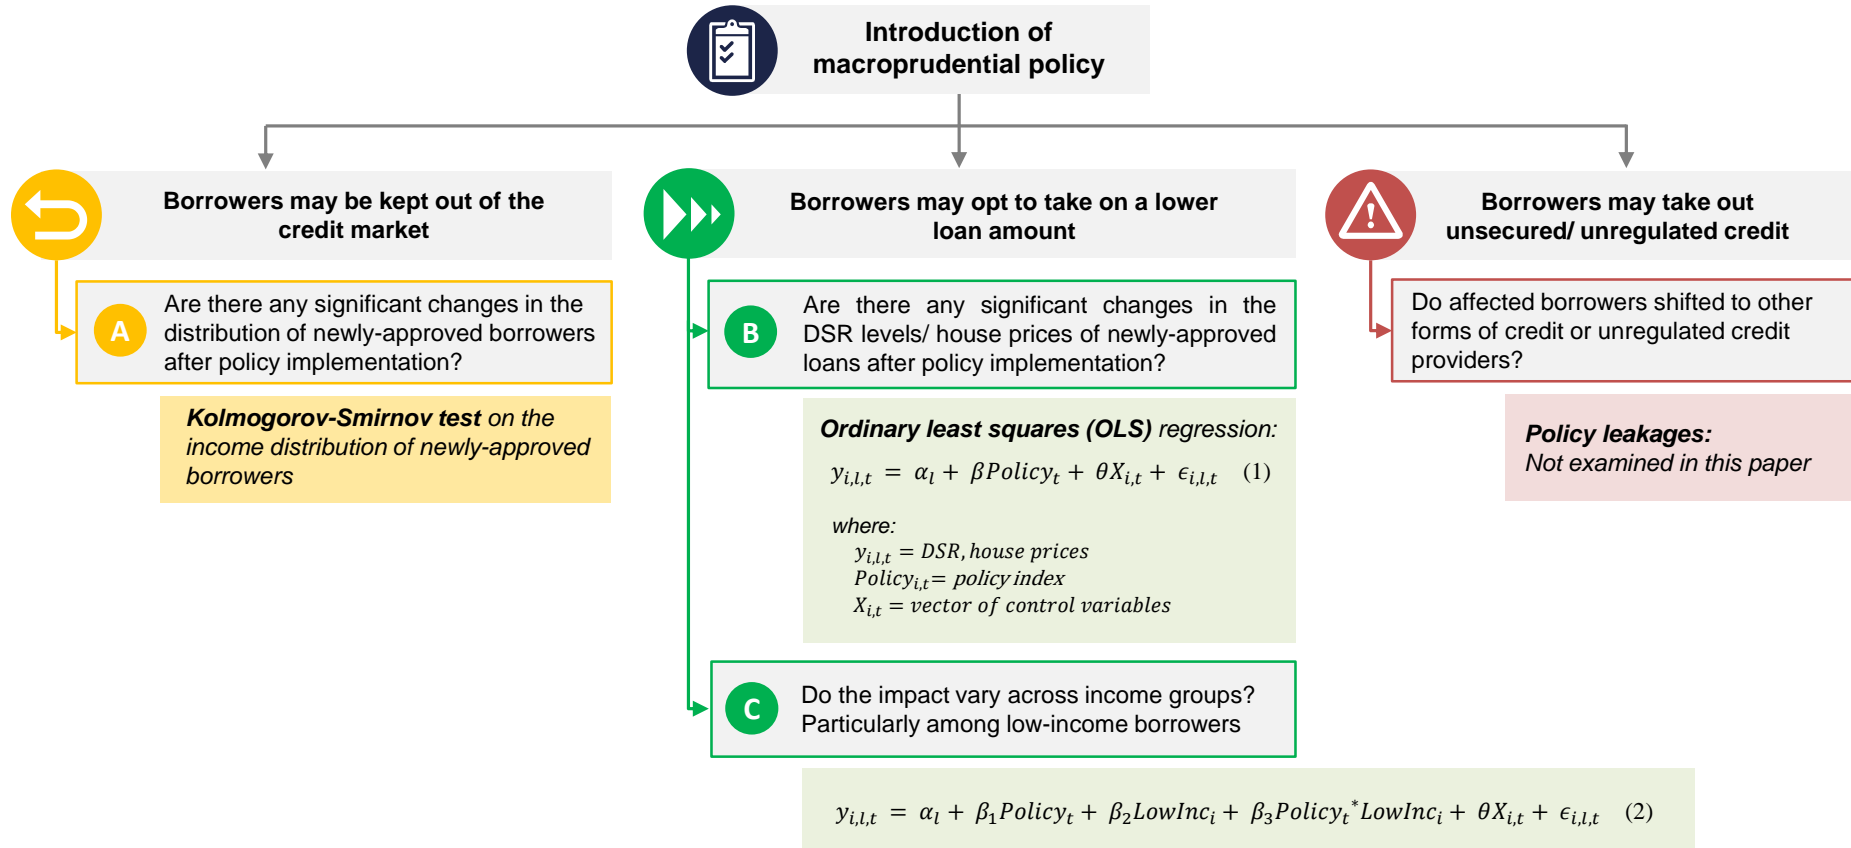 Introduction of
macroprudential policy
Borrowers may be kept out of the
credit market
A
Are there any significant changes in the
distribution of newly-approved borrowers
after policy implementation?
Kolmogorov-Smirnov test on the
income distribution of newly-approved
borrowers
Borrowers may opt to take on a lower
loan amount
B
Are there any significant changes in the
DSR levels/ house prices of newly-approved
loans after policy implementation?
Ordinary least squares (OLS) regression:
y_{i,l,t} = α_l + βPolicy_t + θX_{i,t} + ϵ_{i,l,t} (1)
where:
y_{i,l,t} = DSR, house prices
Policy_{i,t}= policy index
X_{i,t} = vector of control variables
C
Do the impact vary across income groups?
Particularly among low-income borrowers
y_{i,l,t} = α_l + β_1Policy_t + β_2LowInc_i + β_3Policy_t*LowInc_i + θX_{i,t} + ϵ_{i,l,t} (2)
Borrowers may take out
unsecured/ unregulated credit
Do affected borrowers shifted to other
forms of credit or unregulated credit
providers?
Policy leakages:
Not examined in this paper